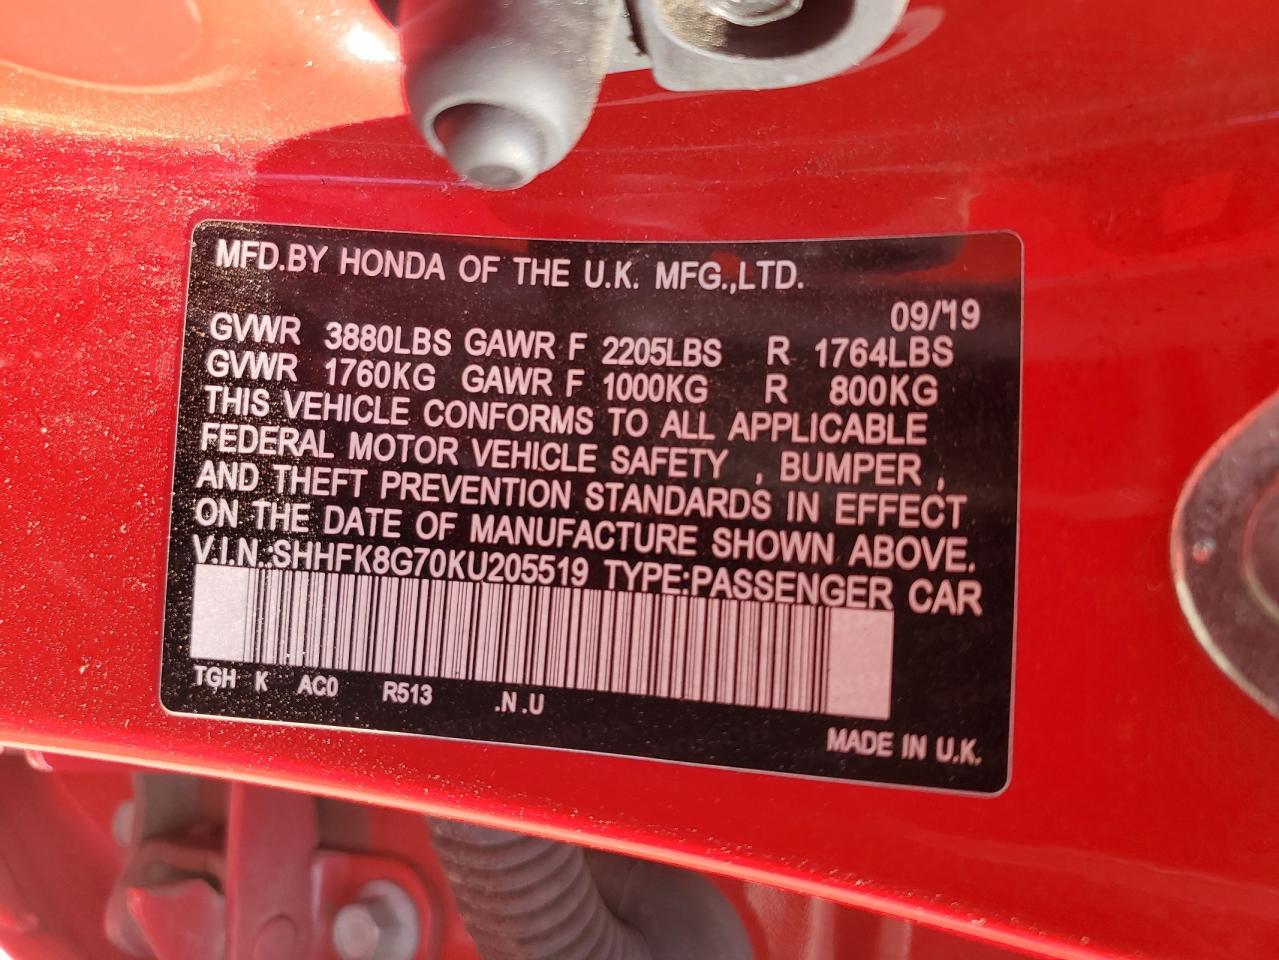 MFD.BY HONDA OF THE U.K. MFG.,LTD.
09/'19
GVWR 3880LBS GAWR F 2205LBS R 1764LBS
GVWR 1760KG GAWR F 1000KG R 800KG
THIS VEHICLE CONFORMS TO ALL APPLICABLE
FEDERAL MOTOR VEHICLE SAFETY , BUMPER ,
AND THEFT PREVENTION STANDARDS IN EFFECT
ON THE DATE OF MANUFACTURE SHOWN ABOVE.
V.I.N.:SHHFK8G70KU205519 TYPE:PASSENGER CAR
TGH K AC0 R513 .N.U
MADE IN U.K.